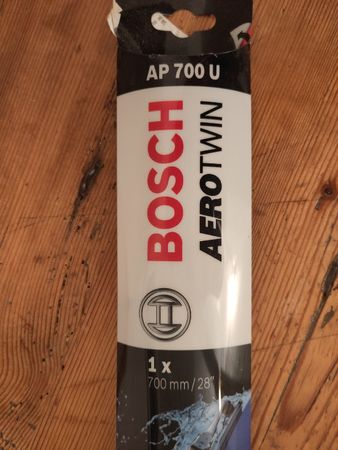 AP 700 U
BOSCH
AEROTWIN
1 x
700 mm / 28"